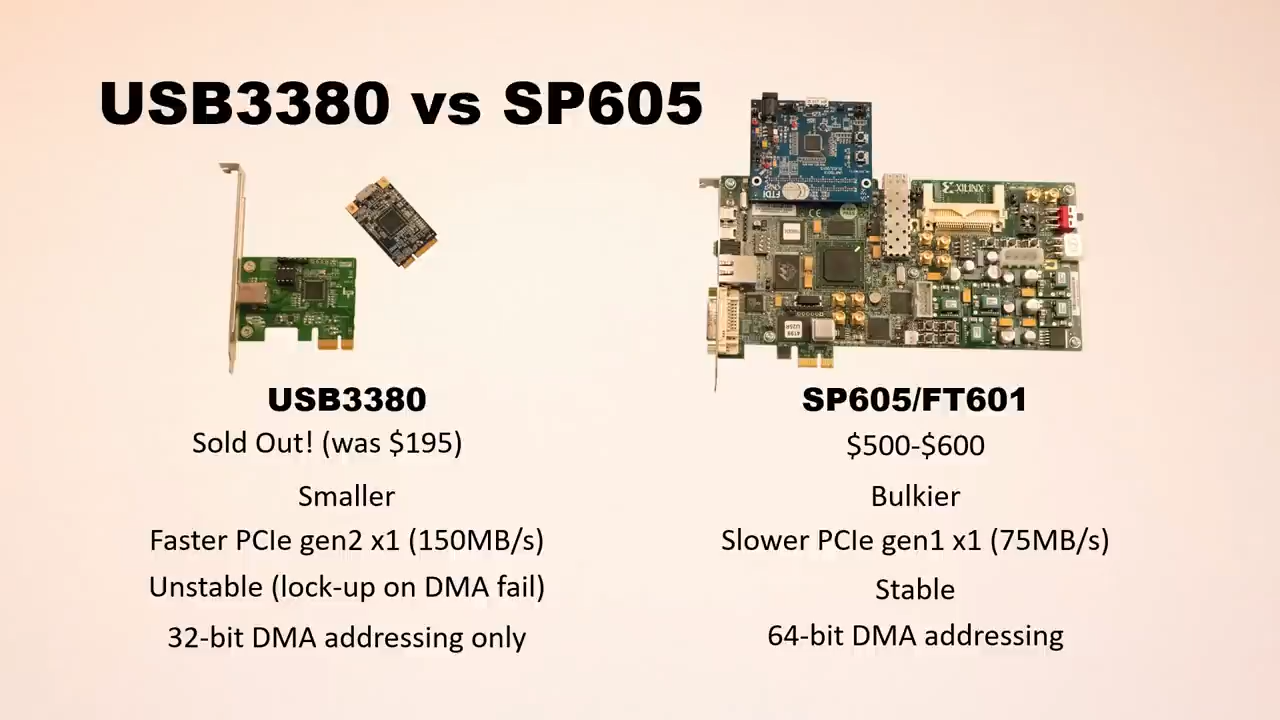 USB3380 vs SP605
FTDI
XILINX
USB3380
Sold Out! (was $195)
Smaller
Faster PCIe gen2 x1 (150MB/s)
Unstable (lock-up on DMA fail)
32-bit DMA addressing only
SP605/FT601
$500-$600
Bulkier
Slower PCIe gen1 x1 (75MB/s)
Stable
64-bit DMA addressing